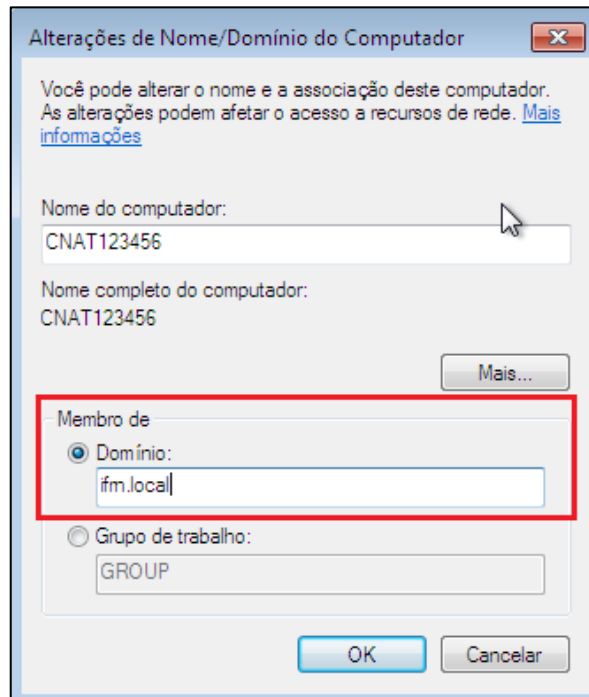 Alterações de Nome/Domínio do Computador
Você pode alterar o nome e a associação deste computador.
As alterações podem afetar o acesso a recursos de rede. Mais
informações
Nome do computador:
CNAT123456
Nome completo do computador:
CNAT123456
Mais...
Membro de
Domínio:
ifrn.local
Grupo de trabalho:
GROUP
OK
Cancelar